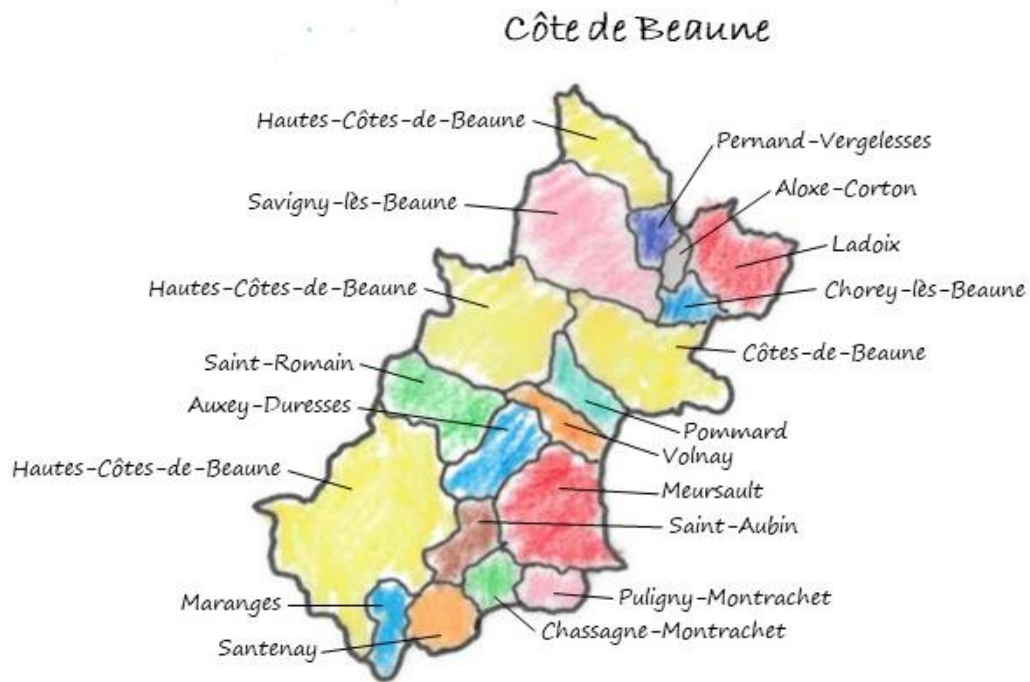 Côte de Beaune
Hautes-Côtes-de-Beaune
Pernand-Vergelesses
Aloxe-Corton
Savigny-lès-Beaune
Ladoix
Hautes-Côtes-de-Beaune
Chorey-lès-Beaune
Côtes-de-Beaune
Saint-Romain
Auxey-Duresses
Pommard
Volnay
Hautes-Côtes-de-Beaune
Meursault
Saint-Aubin
Maranges
Puligny-Montrachet
Chassagne-Montrachet
Santenay